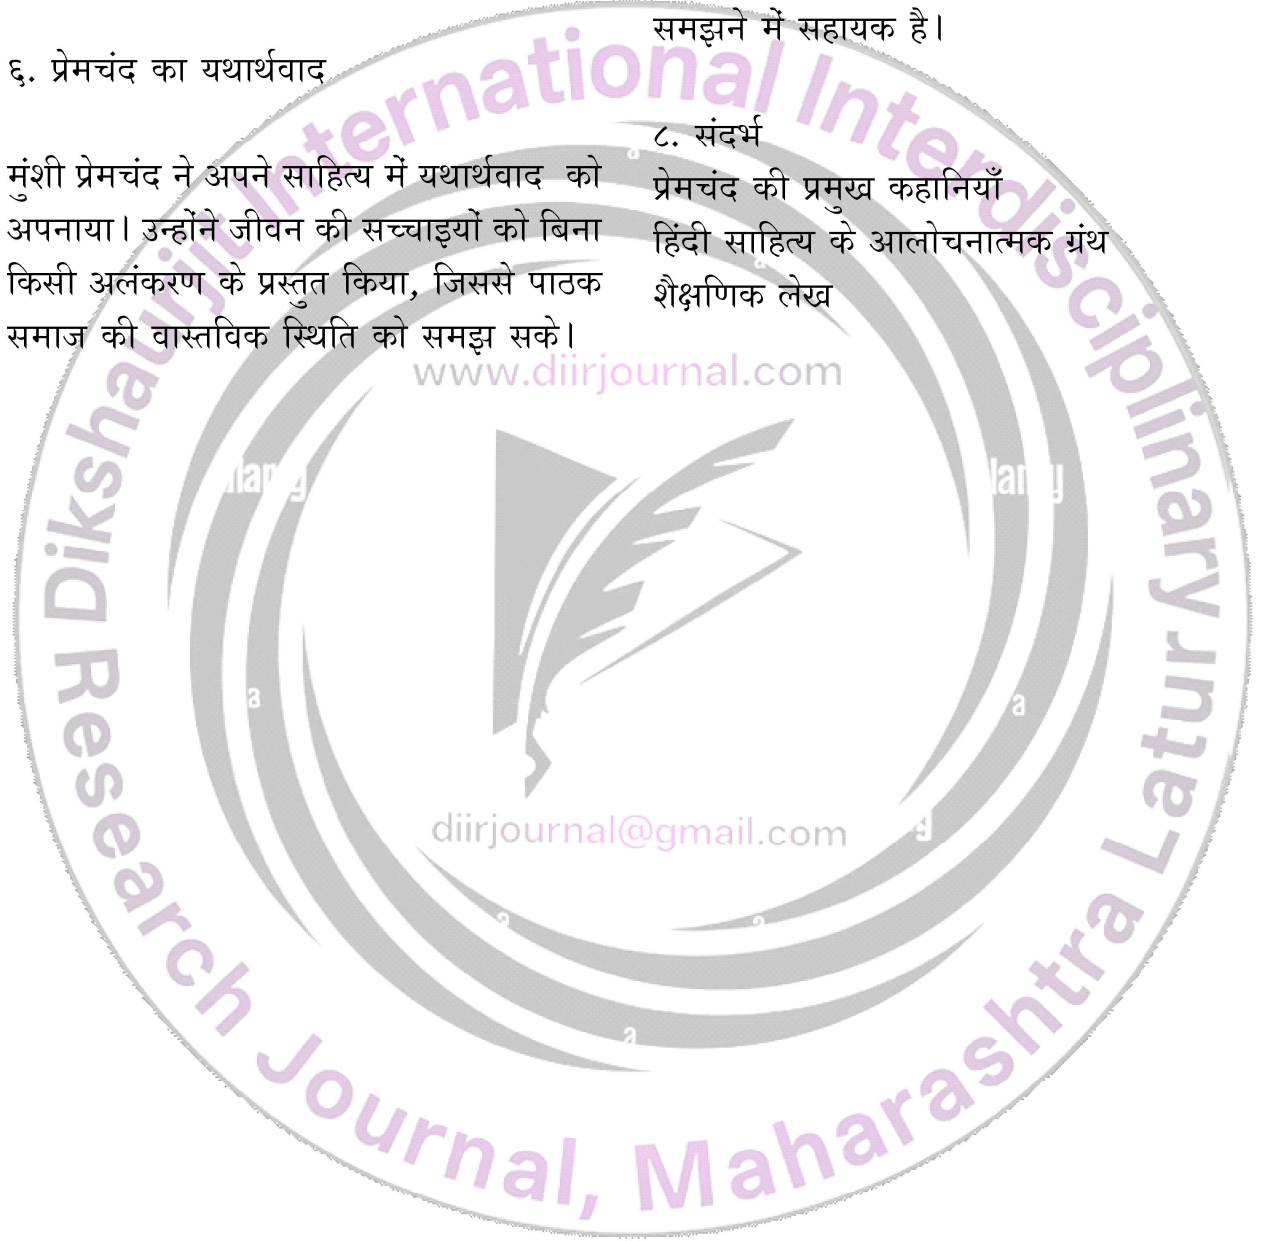 ६. प्रेमचंद का यथार्थवाद
मुंशी प्रेमचंद ने अपने साहित्य में यथार्थवाद को
अपनाया। उन्होंने जीवन की सच्चाइयों को बिना
किसी अलंकरण के प्रस्तुत किया, जिससे पाठक
समाज की वास्तविक स्थिति को समझ सके।
समझने में सहायक है।
८. संदर्भ
प्रेमचंद की प्रमुख कहानियाँ
हिंदी साहित्य के आलोचनात्मक ग्रंथ
शैक्षणिक लेख
Dikshaurijit International Interdisciplinary
Research Journal, Maharashtra Latur
www.diirjournal.com
diirjournal@gmail.com